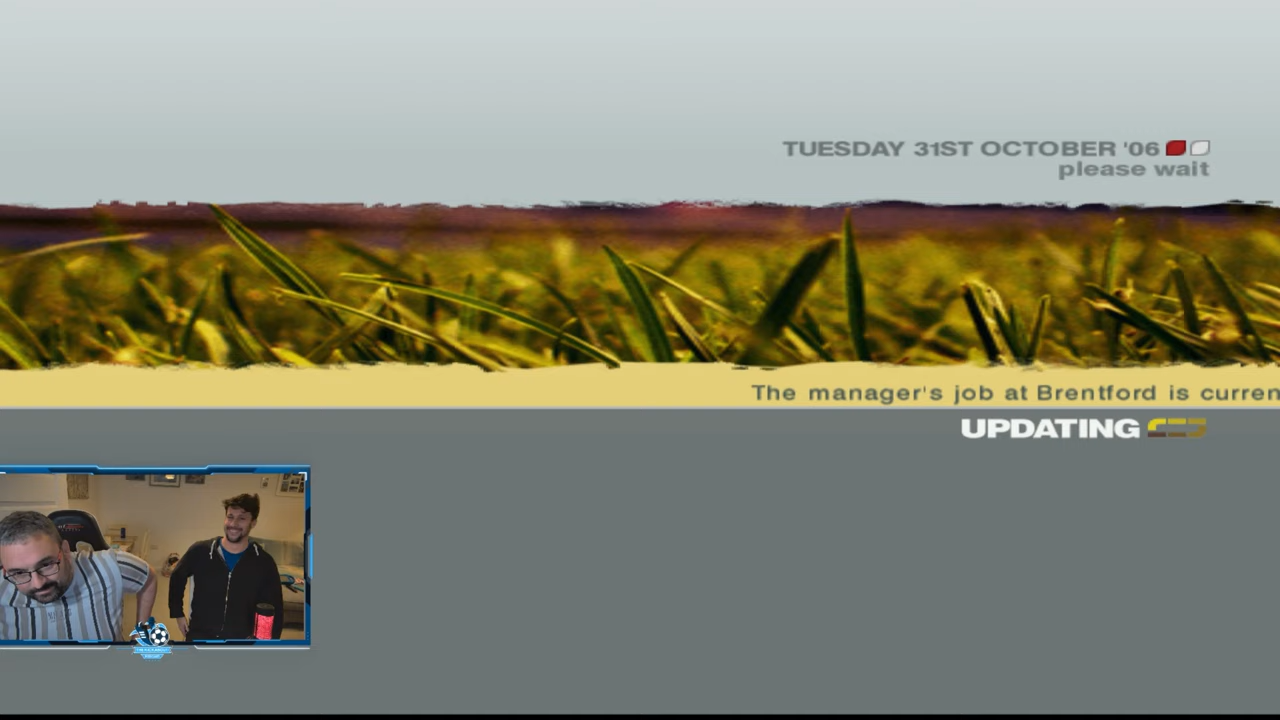 TUESDAY 31ST OCTOBER '06
please wait
The manager's job at Brentford is curren
UPDATING